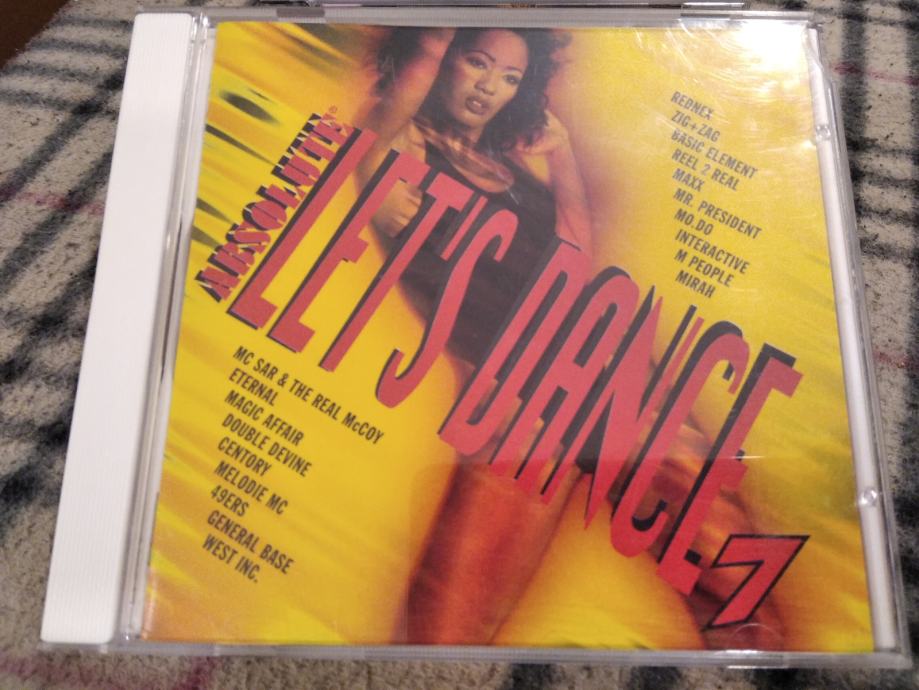 ABSOLUTE®
LET'S DANCE 7
REDNEX
ZIG+ZAG
BASIC ELEMENT
REEL 2 REAL
MAXX
MR. PRESIDENT
MO.DO
INTERACTIVE
M PEOPLE
MIRAH
MC SAR & THE REAL McCOY
ETERNAL
MAGIC AFFAIR
DOUBLE DEVINE
CENTORY
MELODIE MC
49ERS
GENERAL BASE
WEST INC.